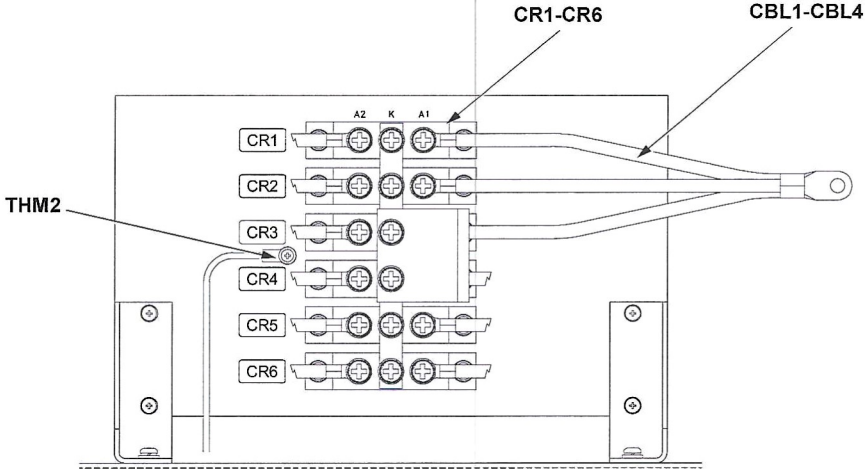 CR1-CR6
CBL1-CBL4
A2 K A1
CR1
CR2
THM2
CR3
CR4
CR5
CR6